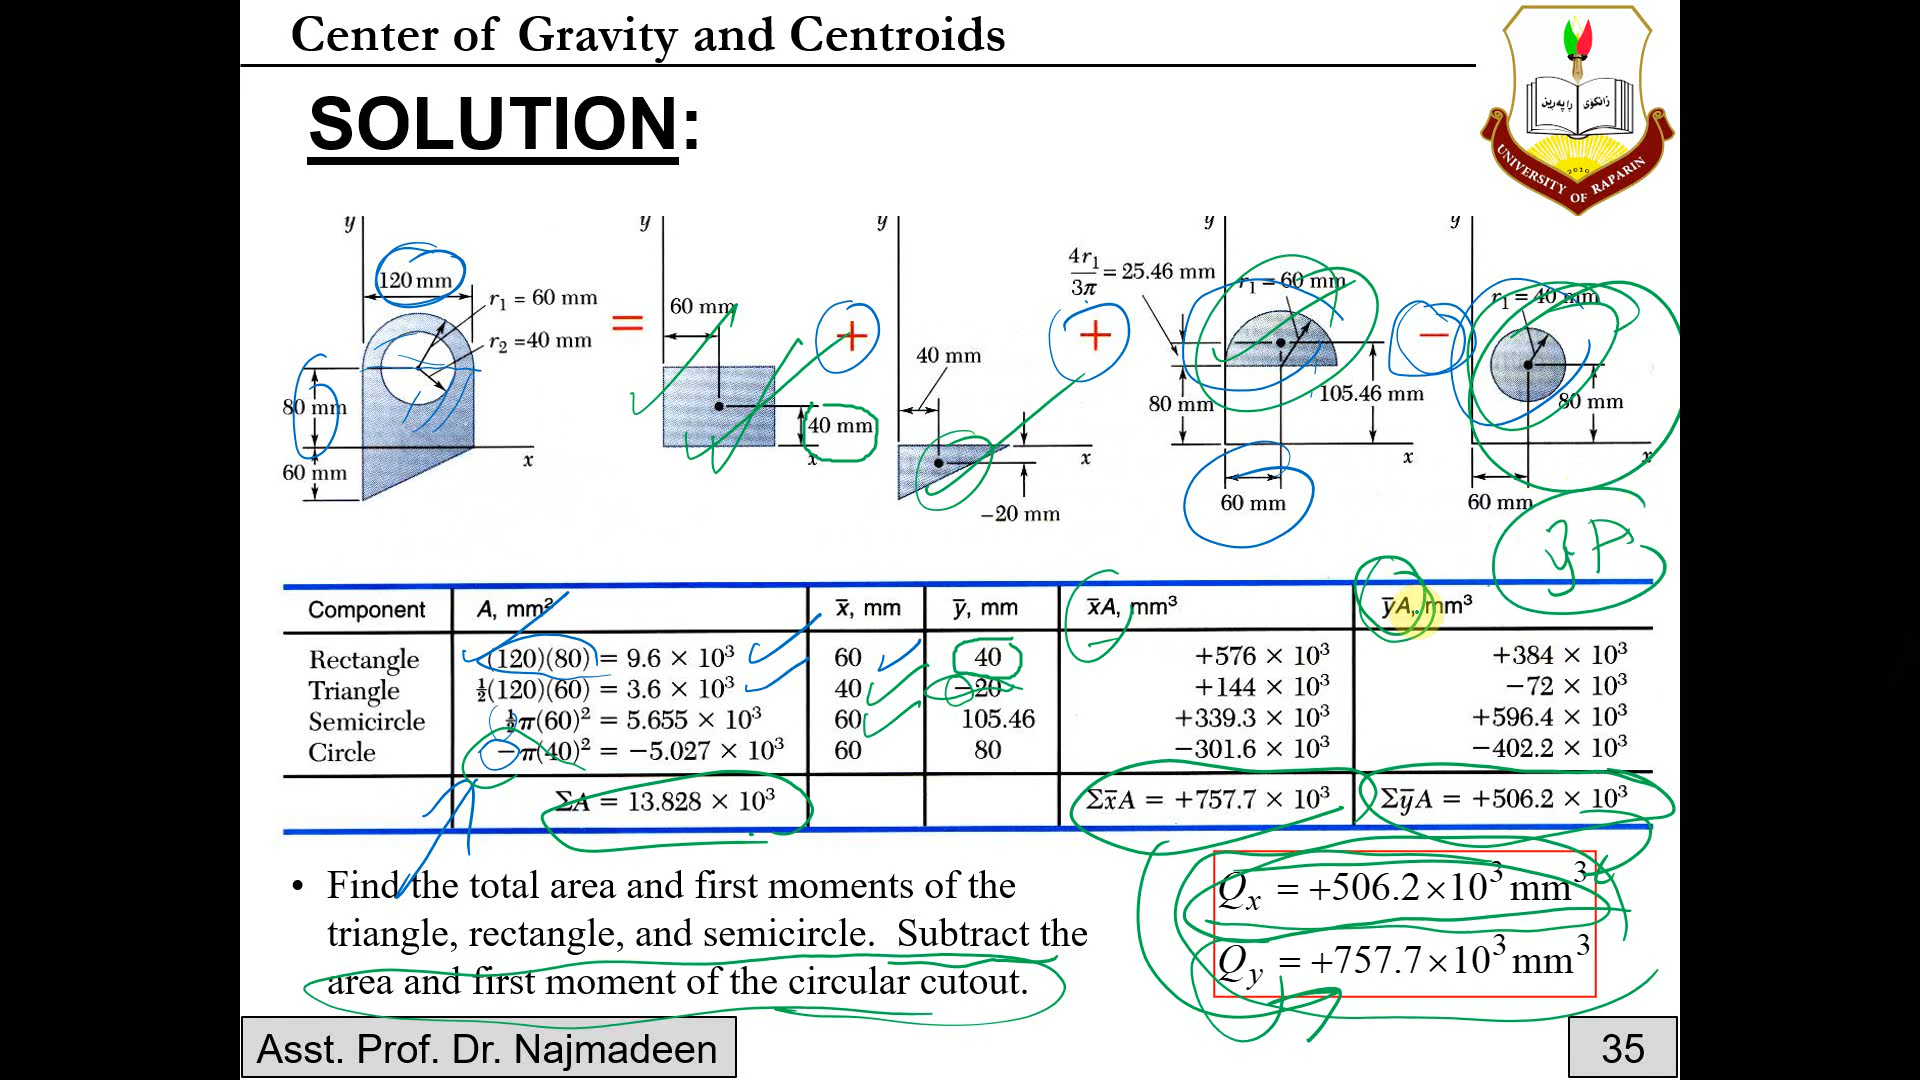 Center of Gravity and Centroids
SOLUTION:
زانکۆی ڕاپەڕین
UNIVERSITY OF RAPARIN
2010
y
120 mm
r₁ = 60 mm
r₂ =40 mm
80 mm
60 mm
x
=
y
60 mm
40 mm
x
+
y
40 mm
x
−20 mm
+
y
4r₁/3π = 25.46 mm
r₁ = 60 mm
80 mm
105.46 mm
x
60 mm
−
y
r₁ = 40 mm
80 mm
x
60 mm
Component A, mm² x̄, mm ȳ, mm x̄A, mm³ ȳA, mm³
Rectangle (120)(80) = 9.6 × 10³ 60 40 +576 × 10³ +384 × 10³
Triangle ½(120)(60) = 3.6 × 10³ 40 −20 +144 × 10³ −72 × 10³
Semicircle ½π(60)² = 5.655 × 10³ 60 105.46 +339.3 × 10³ +596.4 × 10³
Circle −π(40)² = −5.027 × 10³ 60 80 −301.6 × 10³ −402.2 × 10³
ΣA = 13.828 × 10³ Σx̄A = +757.7 × 10³ ΣȳA = +506.2 × 10³
• Find the total area and first moments of the
triangle, rectangle, and semicircle. Subtract the
area and first moment of the circular cutout.
Qx = +506.2×10³ mm³
Qy = +757.7×10³ mm³
Asst. Prof. Dr. Najmadeen
35